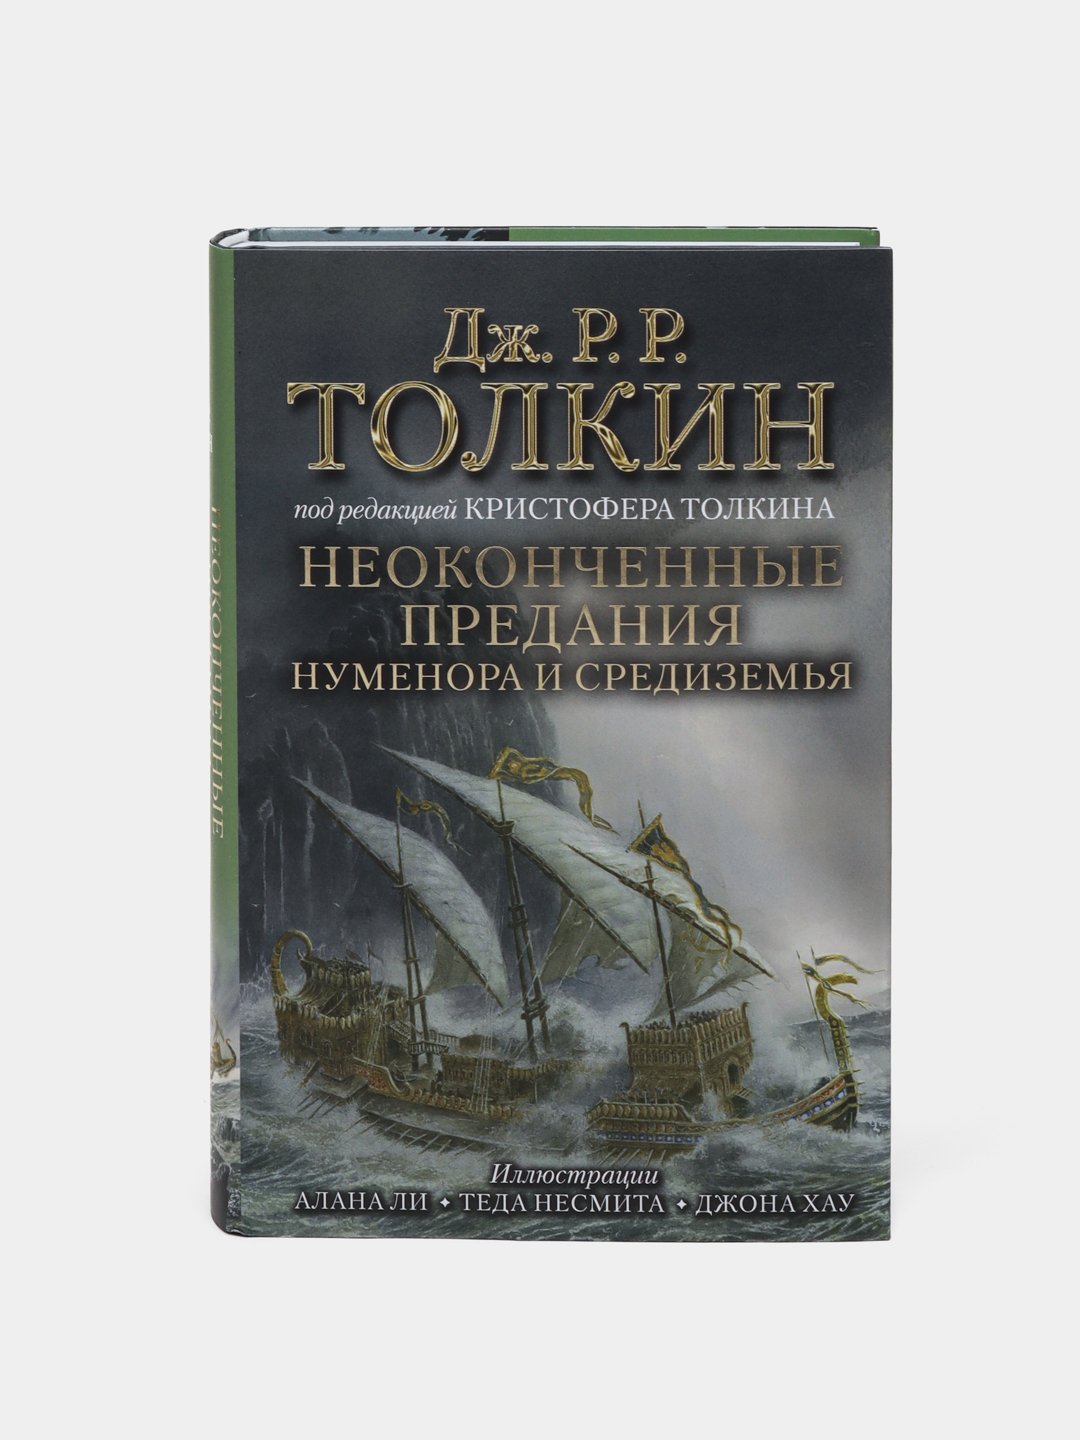 Дж. Р. Р.
ТОЛКИН
под редакцией КРИСТОФЕРА ТОЛКИНА
НЕОКОНЧЕННЫЕ
ПРЕДАНИЯ
НУМЕНОРА И СРЕДИЗЕМЬЯ
Иллюстрации
АЛАНА ЛИ ✦ ТЕДА НЕСМИТА ✦ ДЖОНА ХАУ
НЕОКОНЧЕННЫЕ